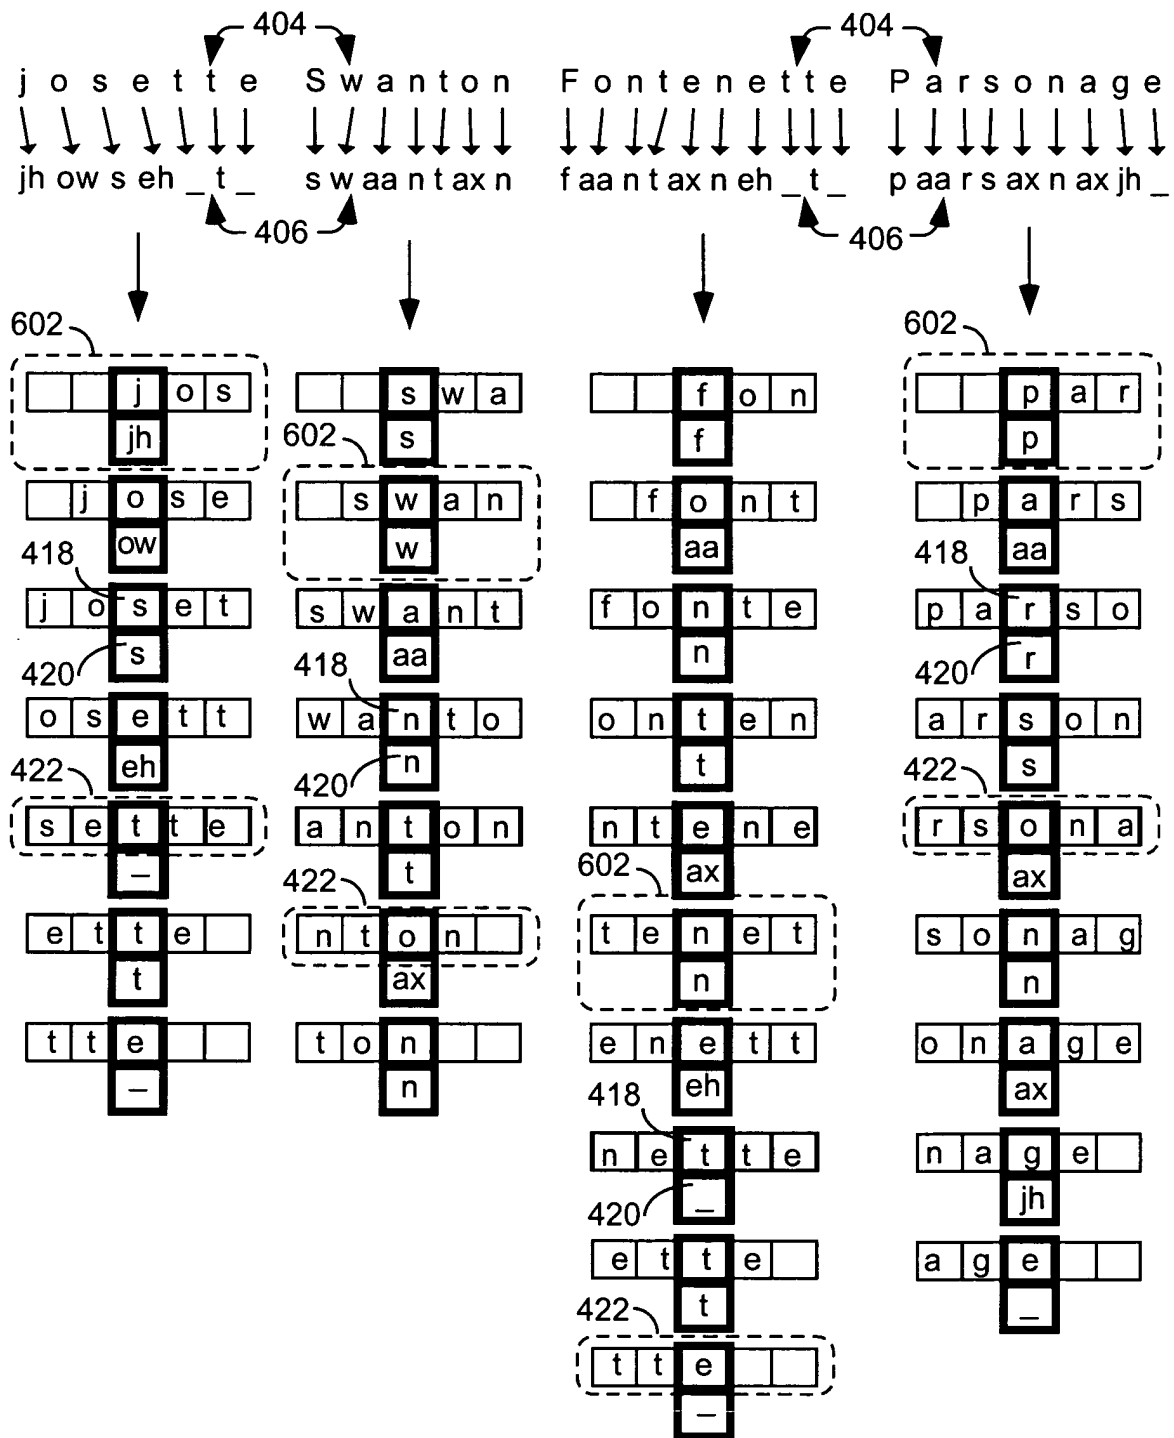 404 404
j o s e t t e S w a n t o n F o n t e n e t t e P a r s o n a g e
jh ow s eh _ t _ s w aa n t ax n f aa n t ax n eh _ t _ p aa r s ax n ax jh _
406 406
602
j o s
jh
j o s e
ow
418
j o s e t
420
s
o s e t t
eh
422
s e t t e
_
e t t e
t
t t e
_
s w a
s
602
s w a n
w
s w a n t
aa
418
w a n t o
420
n
a n t o n
t
422
n t o n
ax
t o n
n
f o n
f
f o n t
aa
f o n t e
n
o n t e n
t
n t e n e
ax
602
t e n e t
n
e n e t t
eh
418
n e t t e
420
_
e t t e
t
422
t t e
_
602
p a r
p
p a r s
aa
418
p a r s o
420
r
a r s o n
s
422
r s o n a
ax
s o n a g
n
o n a g e
ax
n a g e
jh
a g e
_